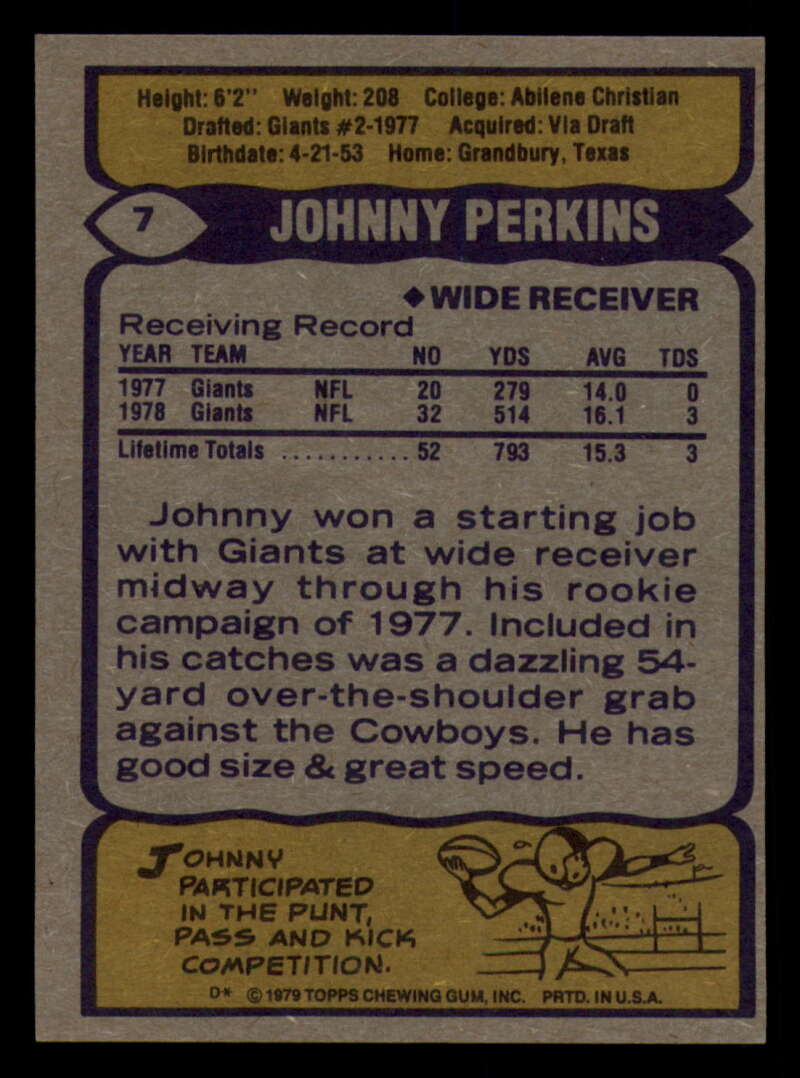 Height: 6'2" Weight: 208 College: Abilene Christian
Drafted: Giants #2-1977 Acquired: Via Draft
Birthdate: 4-21-53 Home: Grandbury, Texas
7 JOHNNY PERKINS
◆WIDE RECEIVER
Receiving Record
YEAR TEAM NO YDS AVG TDS
1977 Giants NFL 20 279 14.0 0
1978 Giants NFL 32 514 16.1 3
Lifetime Totals ........... 52 793 15.3 3
Johnny won a starting job
with Giants at wide receiver
midway through his rookie
campaign of 1977. Included in
his catches was a dazzling 54-
yard over-the-shoulder grab
against the Cowboys. He has
good size & great speed.
JOHNNY
PARTICIPATED
IN THE PUNT,
PASS AND KICK
COMPETITION.
D* © 1979 TOPPS CHEWING GUM, INC. PRTD. IN U.S.A.